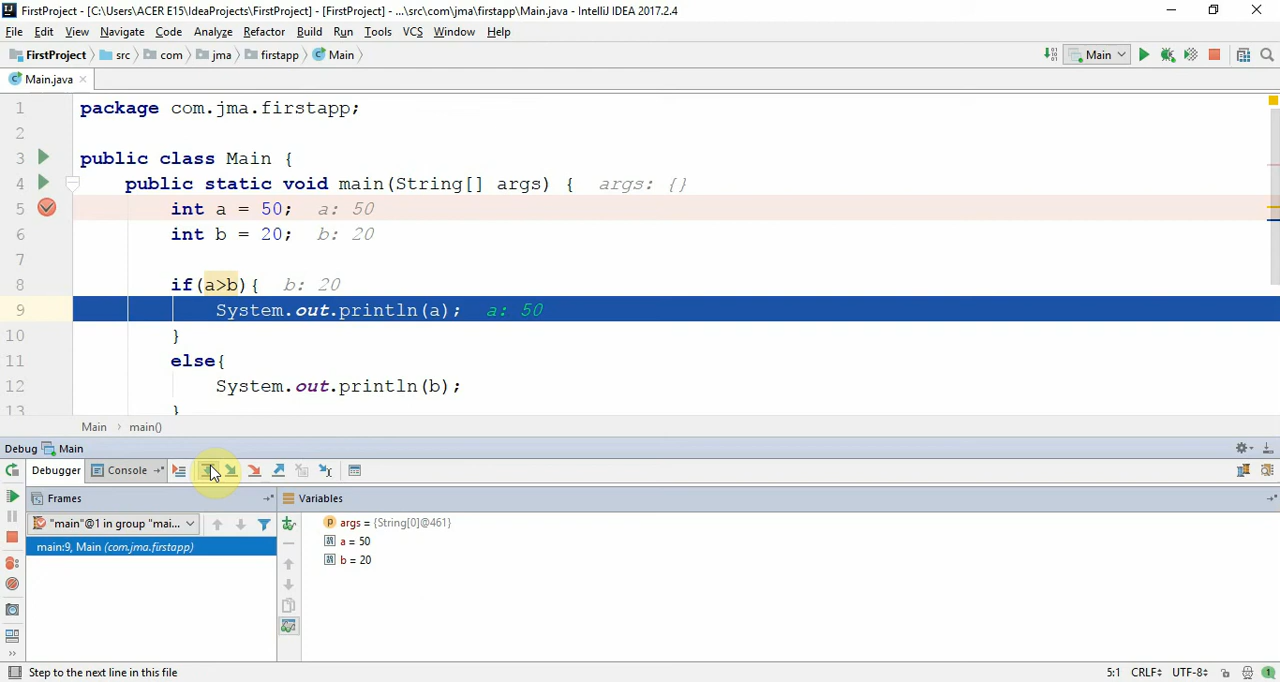 FirstProject - [C:\Users\ACER E15\IdeaProjects\FirstProject] - [FirstProject] - ...\src\com\jma\firstapp\Main.java - IntelliJ IDEA 2017.2.4
File Edit View Navigate Code Analyze Refactor Build Run Tools VCS Window Help
FirstProject src com jma firstapp Main Main
Main.java
1 package com.jma.firstapp;
2
3 public class Main {
4 public static void main(String[] args) { args: {}
5 int a = 50; a: 50
6 int b = 20; b: 20
7
8 if(a>b){ b: 20
9 System.out.println(a); a: 50
10 }
11 else{
12 System.out.println(b);
13 }
Main main()
Debug Main
Debugger Console
Frames Variables
"main"@1 in group "mai... args = {String[0]@461}
main:9, Main (com.jma.firstapp) a = 50
b = 20
Step to the next line in this file 5:1 CRLF UTF-8 1